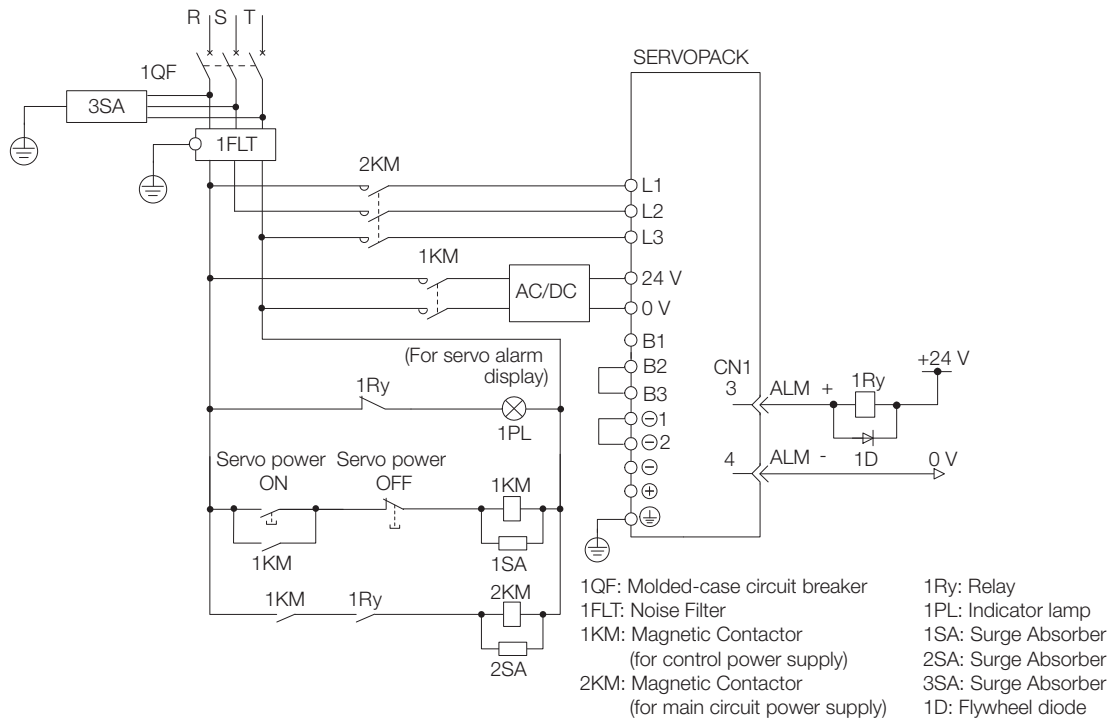 R S T
1QF
SERVOPACK
3SA
1FLT
2KM
L1
L2
L3
1KM
24 V
AC/DC
0 V
B1
(For servo alarm
display)
B2
CN1
+24 V
1Ry
B3
3
ALM +
1Ry
1PL
⊖1
⊖2
1D
Servo power
ON
Servo power
OFF
4
ALM -
0 V
⊖
1KM
⊕
1KM
1SA
1KM
1Ry
2KM
2SA
1QF: Molded-case circuit breaker
1FLT: Noise Filter
1KM: Magnetic Contactor
(for control power supply)
2KM: Magnetic Contactor
(for main circuit power supply)
1Ry: Relay
1PL: Indicator lamp
1SA: Surge Absorber
2SA: Surge Absorber
3SA: Surge Absorber
1D: Flywheel diode